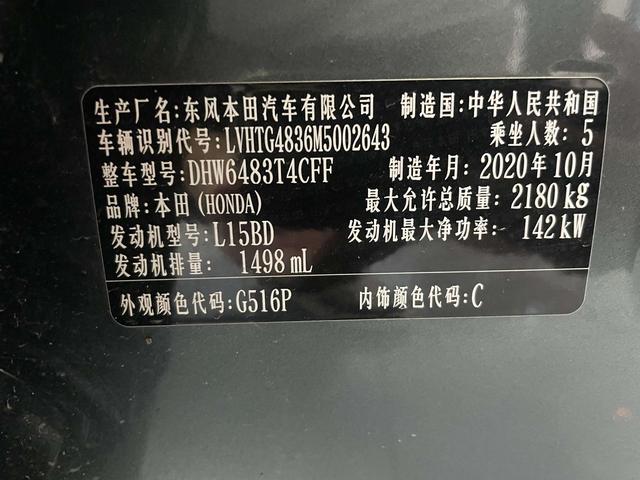 生产厂名:东风本田汽车有限公司 制造国:中华人民共和国
车辆识别代号:LVHTG4836M5002643 乘坐人数:5
整车型号:DHW6483T4CFF 制造年月:2020年10月
品牌:本田(HONDA) 最大允许总质量:2180kg
发动机型号:L15BD 发动机最大净功率:142kW
发动机排量:1498mL
外观颜色代码:G516P 内饰颜色代码:C